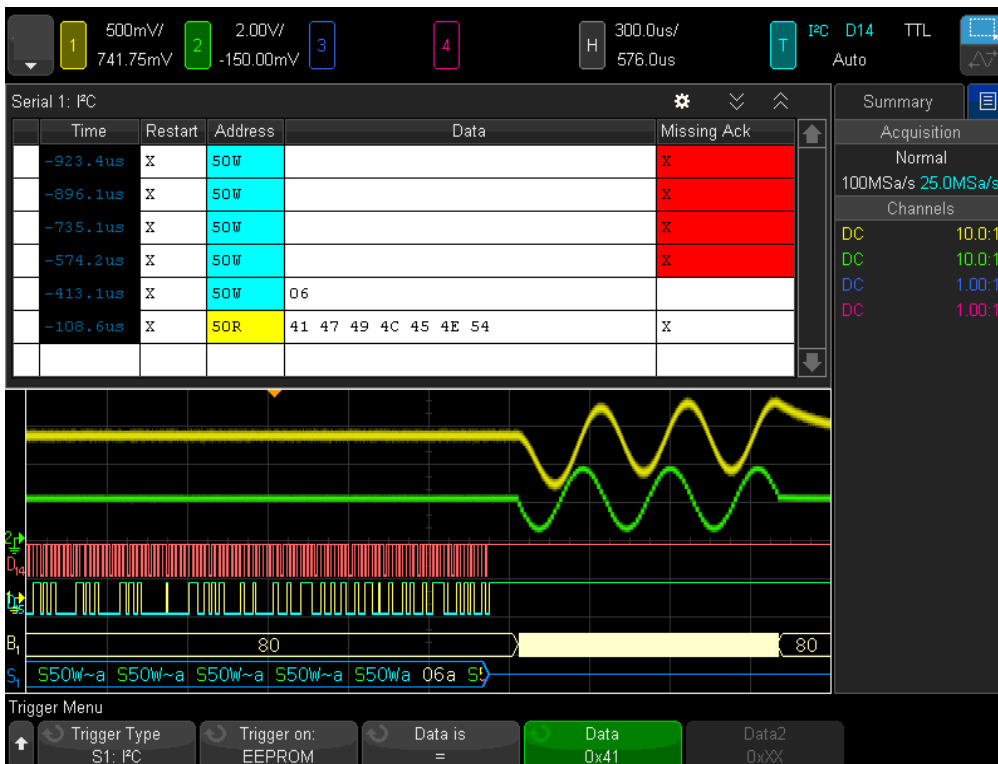 1 500mV/ 2 2.00V/ 3 4 H 300.0us/ T I²C D14 TTL
741.75mV -150.00mV 576.0us Auto
Serial 1: I²C
Summary
Time Restart Address Data Missing Ack
Acquisition
Normal
100MSa/s 25.0MSa/s
Channels
DC 10.0:1
DC 10.0:1
DC 1.00:1
DC 1.00:1
-923.4us X 50W X
-896.1us X 50W X
-735.1us X 50W X
-574.2us X 50W X
-413.1us X 50W 06
-108.6us X 50R 41 47 49 4C 45 4E 54 X
2
D14
B1 80 80
S1 S50W~a S50W~a S50W~a S50W~a S50Wa 06a
Trigger Menu
Trigger Type Trigger on: Data is Data Data2
S1: I²C EEPROM = 0x41 0xXX